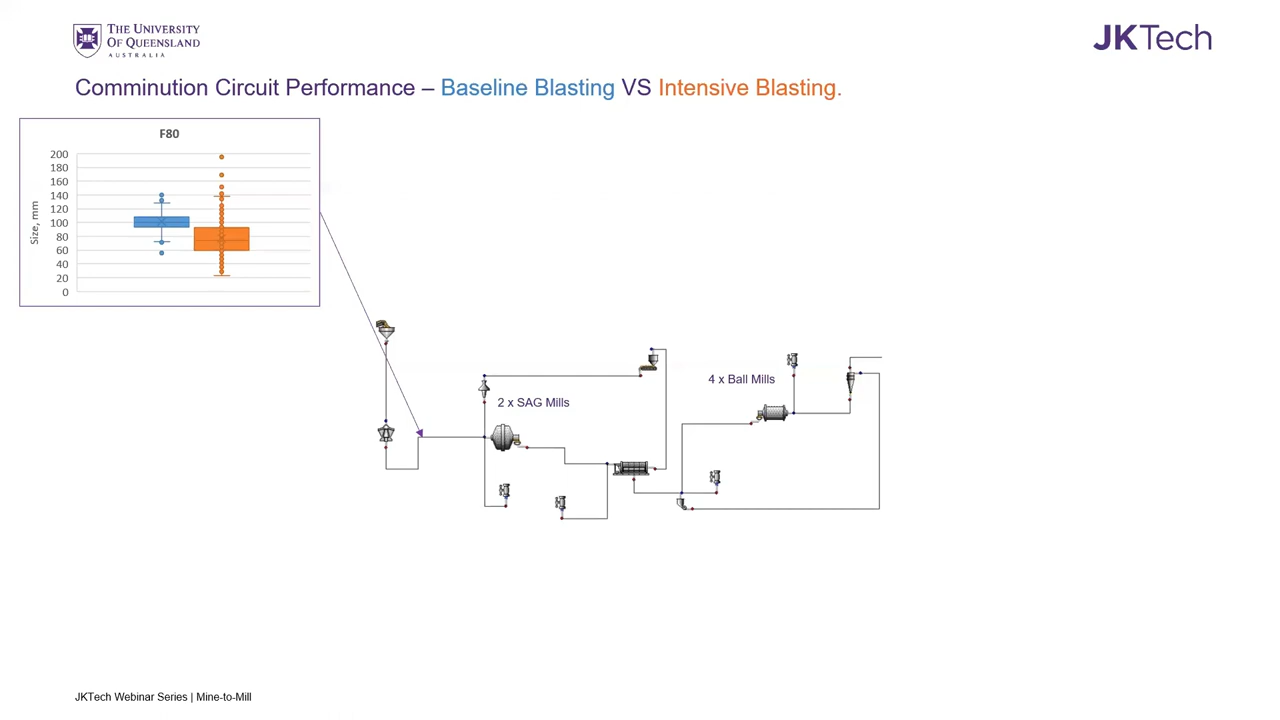 THE UNIVERSITY
OF QUEENSLAND
AUSTRALIA
JKTech
Comminution Circuit Performance – Baseline Blasting VS Intensive Blasting.
F80
200
180
160
140
120
100
80
60
40
20
0
Size, mm
4 x Ball Mills
2 x SAG Mills
JKTech Webinar Series | Mine-to-Mill